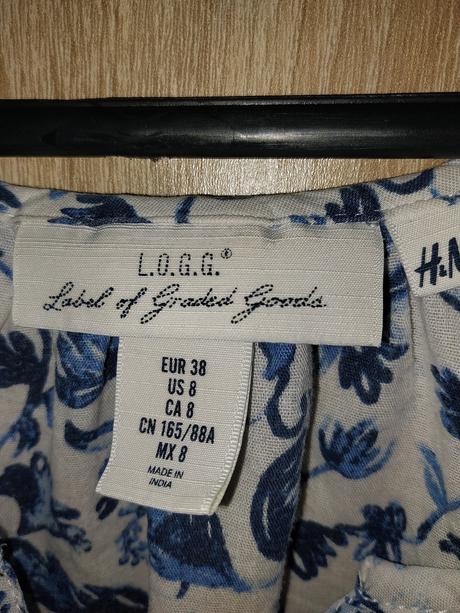 L.O.G.G.®
Label of Graded Goods
H&M
EUR 38
US 8
CA 8
CN 165/88A
MX 8
MADE IN
INDIA